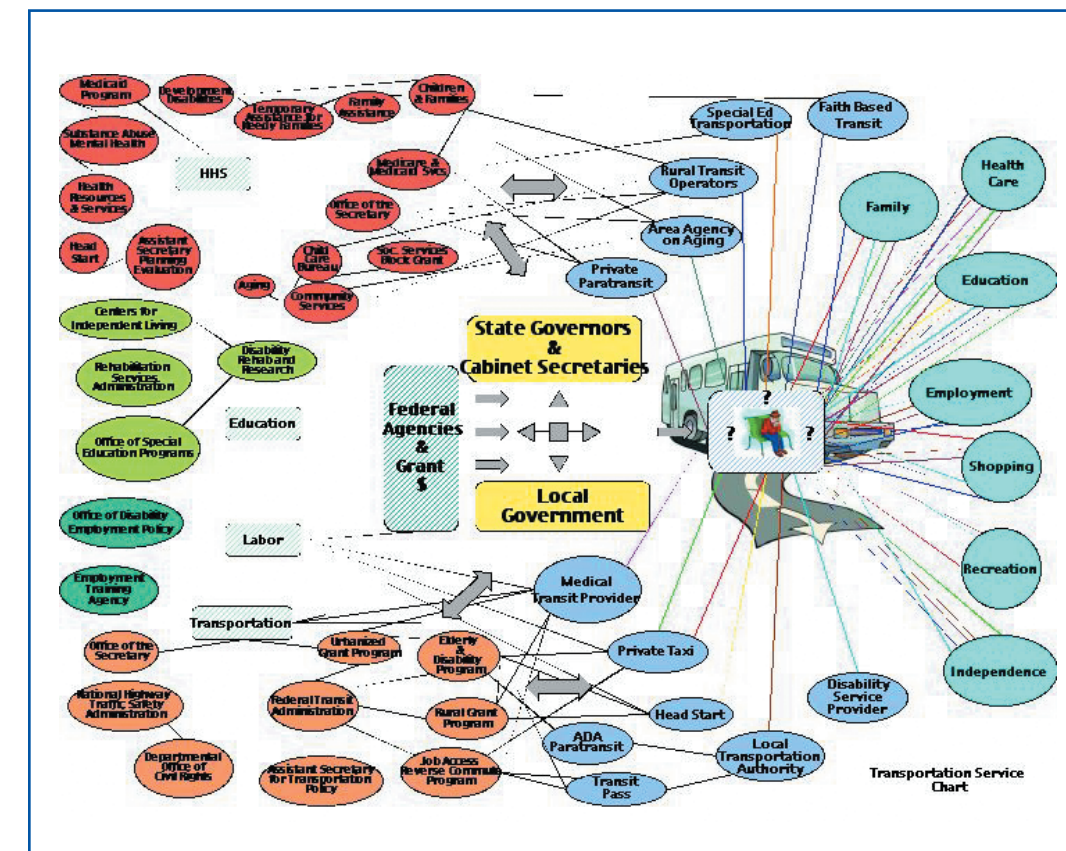 Medicaid
Program
Development
Disabilities
Temporary
Assistance for
Needy Families
Family
Assistance
Children
& Families
Substance Abuse
Mental Health
HHS
Medicare &
Medicaid Svcs.
Health
Resources
& Services
Office of the
Secretary
Head
Start
Assistant
Secretary
Planning
Evaluation
Child
Care
Bureau
Soc. Services
Block Grant
Aging
Community
Services
Special Ed
Transportation
Faith Based
Transit
Rural Transit
Operators
Area Agency
on Aging
Private
Paratransit
Family
Health
Care
Education
Employment
Shopping
Recreation
Independence
Centers for
Independent Living
Disability
Rehab and
Research
Rehabilitation
Services
Administration
Education
Office of Special
Education Programs
State Governors
&
Cabinet Secretaries
Federal
Agencies
&
Grant
$
Local
Government
?
?
?
Office of Disability
Employment Policy
Labor
Employment
Training
Agency
Transportation
Office of the
Secretary
Urbanized
Grant Program
Elderly
&
Disability
Program
National Highway
Traffic Safety
Administration
Federal Transit
Administration
Rural Grant
Program
Departmental
Office of
Civil Rights
Assistant Secretary
for Transportation
Policy
Job Access
Reverse Commute
Program
Medical
Transit Provider
Private Taxi
Head Start
ADA
Paratransit
Transit
Pass
Local
Transportation
Authority
Disability
Service
Provider
Transportation Service
Chart